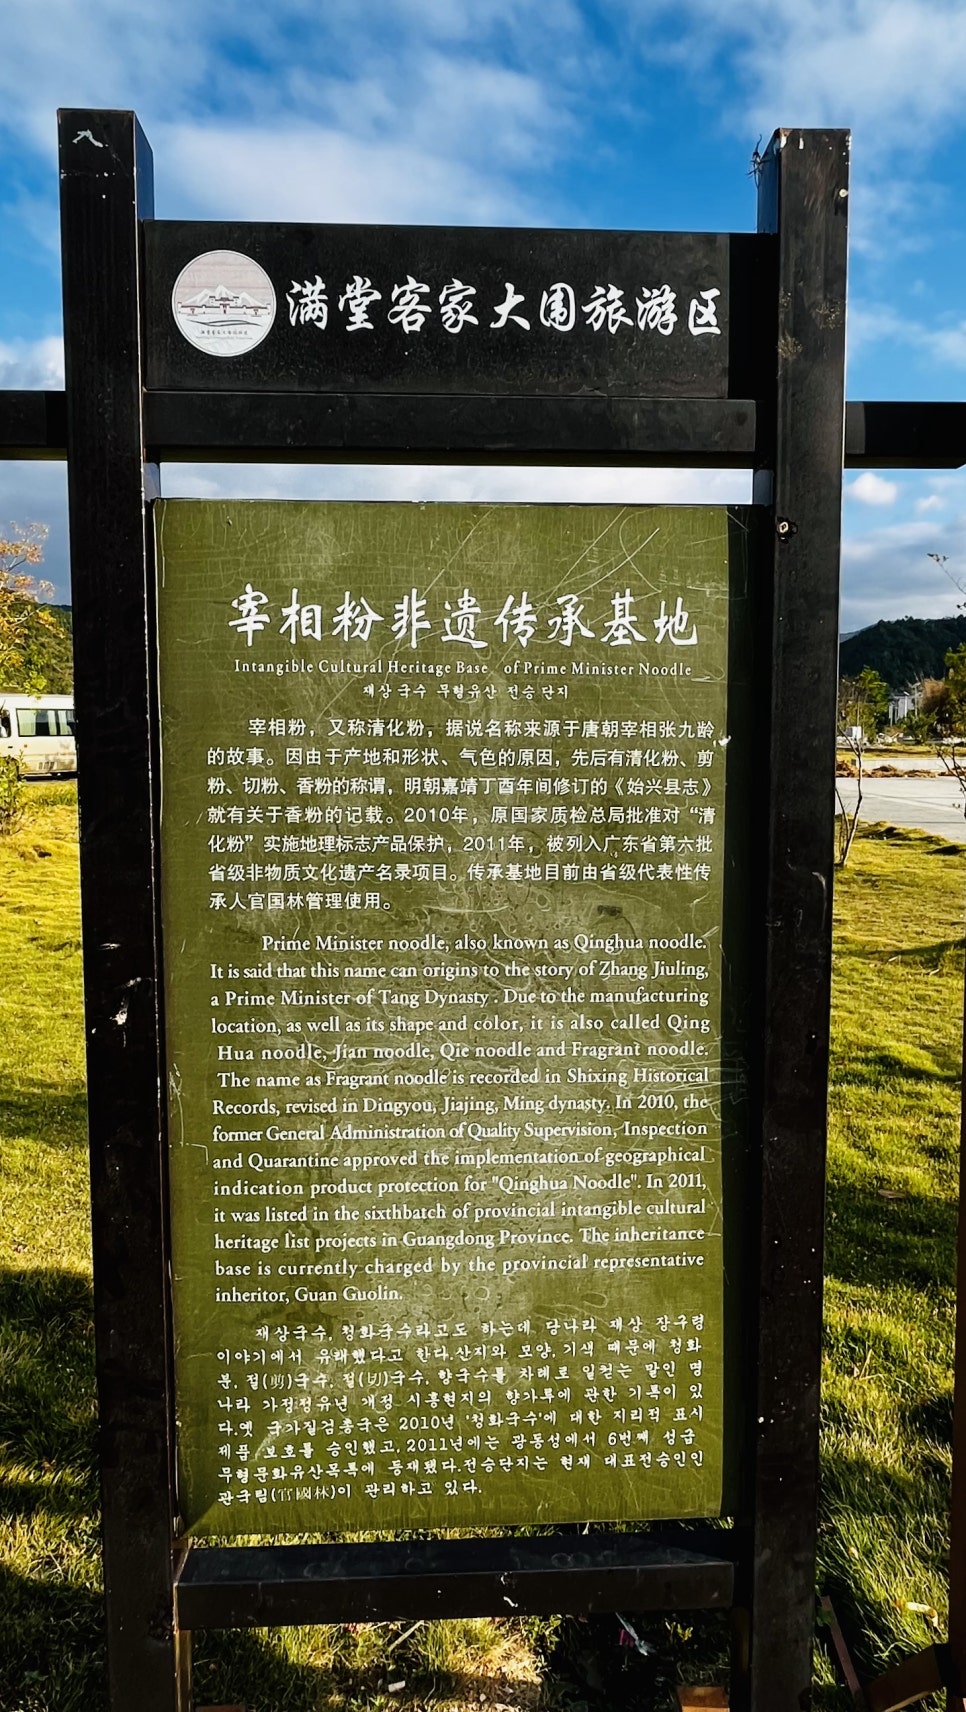 满堂客家大围旅游区
宰相粉非遗传承基地
Intangible Cultural Heritage Base of Prime Minister Noodle
재상국수 무형유산 전승단지
宰相粉，又称清化粉，据说名称来源于唐朝宰相张九龄
的故事。因由于产地和形状、气色的原因，先后有清化粉、剪
粉、切粉、香粉的称谓，明朝嘉靖丁酉年间修订的《始兴县志》
就有关于香粉的记载。2010年，原国家质检总局批准对“清
化粉”实施地理标志产品保护，2011年，被列入广东省第六批
省级非物质文化遗产名录项目。传承基地目前由省级代表性传
承人官国林管理使用。
Prime Minister noodle, also known as Qinghua noodle.
It is said that this name can origins to the story of Zhang Jiuling,
a Prime Minister of Tang Dynasty . Due to the manufacturing
location, as well as its shape and color, it is also called Qing
Hua noodle, Jian noodle, Qie noodle and Fragrant noodle.
The name as Fragrant noodle is recorded in Shixing Historical
Records, revised in Dingyou, Jiajing, Ming dynasty. In 2010, the
former General Administration of Quality Supervision, Inspection
and Quarantine approved the implementation of geographical
indication product protection for "Qinghua Noodle". In 2011,
it was listed in the sixthbatch of provincial intangible cultural
heritage list projects in Guangdong Province. The inheritance
base is currently charged by the provincial representative
inheritor, Guan Guolin.
재상국수, 청화국수라고도 하는데 당나라 재상 장구령
이야기에서 유래했다고 한다.산지와 모양, 기색 때문에 청화
분, 절(剪)국수, 절(切)국수, 향국수를 차례로 일컫는 말인 명
나라 가정정유년 개정 시흥현지의 향가루에 관한 기록이 있
다.옛 국가질검총국은 2010년 '청화국수'에 대한 지리적 표시
제품 보호를 승인했고, 2011년에는 광동성에서 6번째 성급
무형문화유산목록에 등재됐다.전승단지는 현재 대표전승인인
관국림(官國林)이 관리하고 있다.